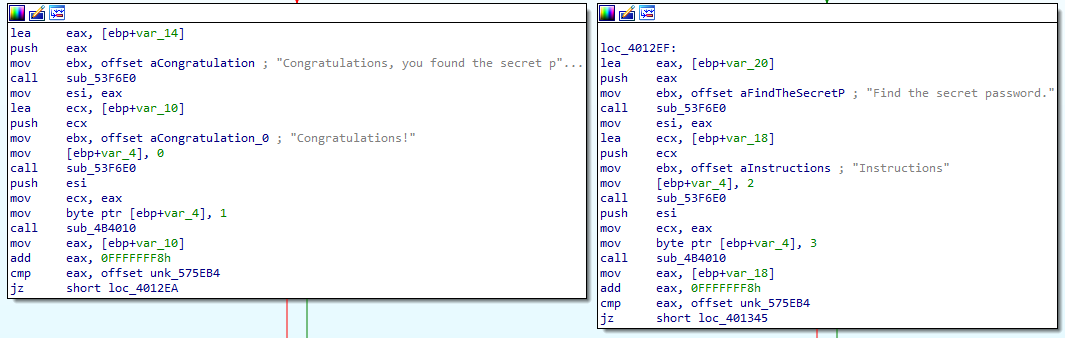 lea eax, [ebp+var_14]
push eax
mov ebx, offset aCongratulation ; "Congratulations, you found the secret p"...
call sub_53F6E0
mov esi, eax
lea ecx, [ebp+var_10]
push ecx
mov ebx, offset aCongratulation_0 ; "Congratulations!"
mov [ebp+var_4], 0
call sub_53F6E0
push esi
mov ecx, eax
mov byte ptr [ebp+var_4], 1
call sub_4B4010
mov eax, [ebp+var_10]
add eax, 0FFFFFFF8h
cmp eax, offset unk_575EB4
jz short loc_4012EA
loc_4012EF:
lea eax, [ebp+var_20]
push eax
mov ebx, offset aFindTheSecretP ; "Find the secret password."
call sub_53F6E0
mov esi, eax
lea ecx, [ebp+var_18]
push ecx
mov ebx, offset aInstructions ; "Instructions"
mov [ebp+var_4], 2
call sub_53F6E0
push esi
mov ecx, eax
mov byte ptr [ebp+var_4], 3
call sub_4B4010
mov eax, [ebp+var_18]
add eax, 0FFFFFFF8h
cmp eax, offset unk_575EB4
jz short loc_401345